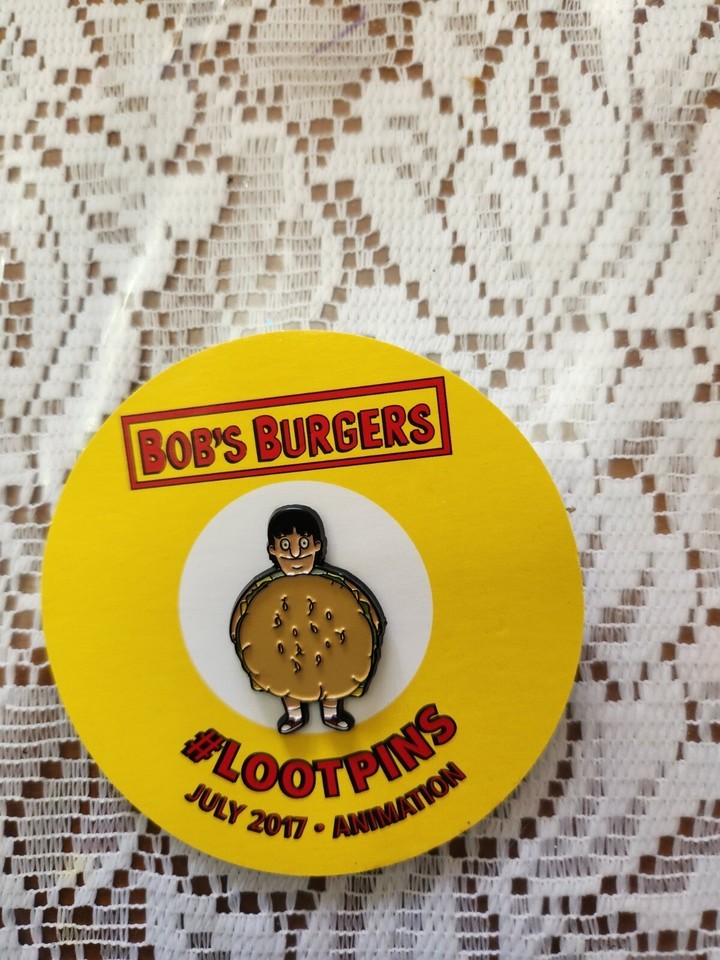 BOB'S BURGERS
#LOOTPINS
JULY 2017 • ANIMATION